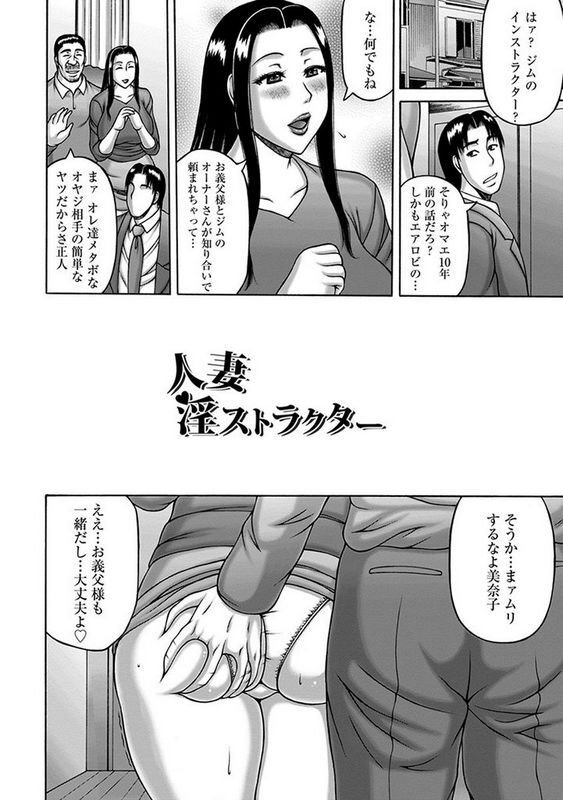 はァ？ジムの
インストラクター？
そりゃオマエ10年
前の話だろ？
しかもエアロビの…
な…何でもね
お義父様とジムの
オーナーさんが知り合いで
頼まれちゃって…
まァ オレ達メタボな
オヤジ相手の簡単な
ヤツだからさ正人
人妻
淫ストラクター
そうか…まァムリ
するなよ美奈子
ええ…お義父様も
一緒だし…大丈夫よ♡